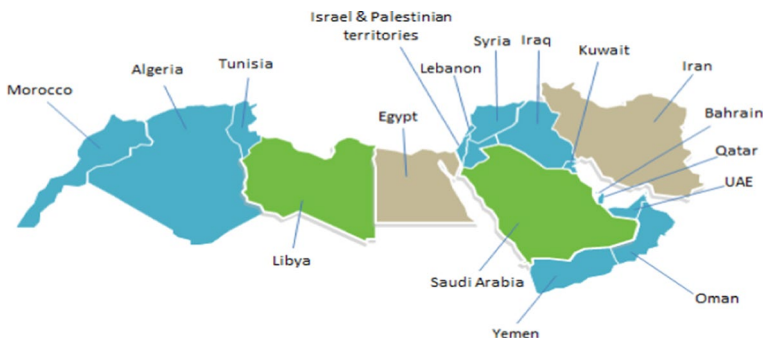 Israel & Palestinian
territories
Syria
Iraq
Kuwait
Lebanon
Iran
Tunisia
Algeria
Morocco
Egypt
Bahrain
Qatar
UAE
Libya
Saudi Arabia
Oman
Yemen